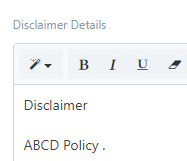 Disclaimer Details
B I U
Disclaimer
ABCD Policy .